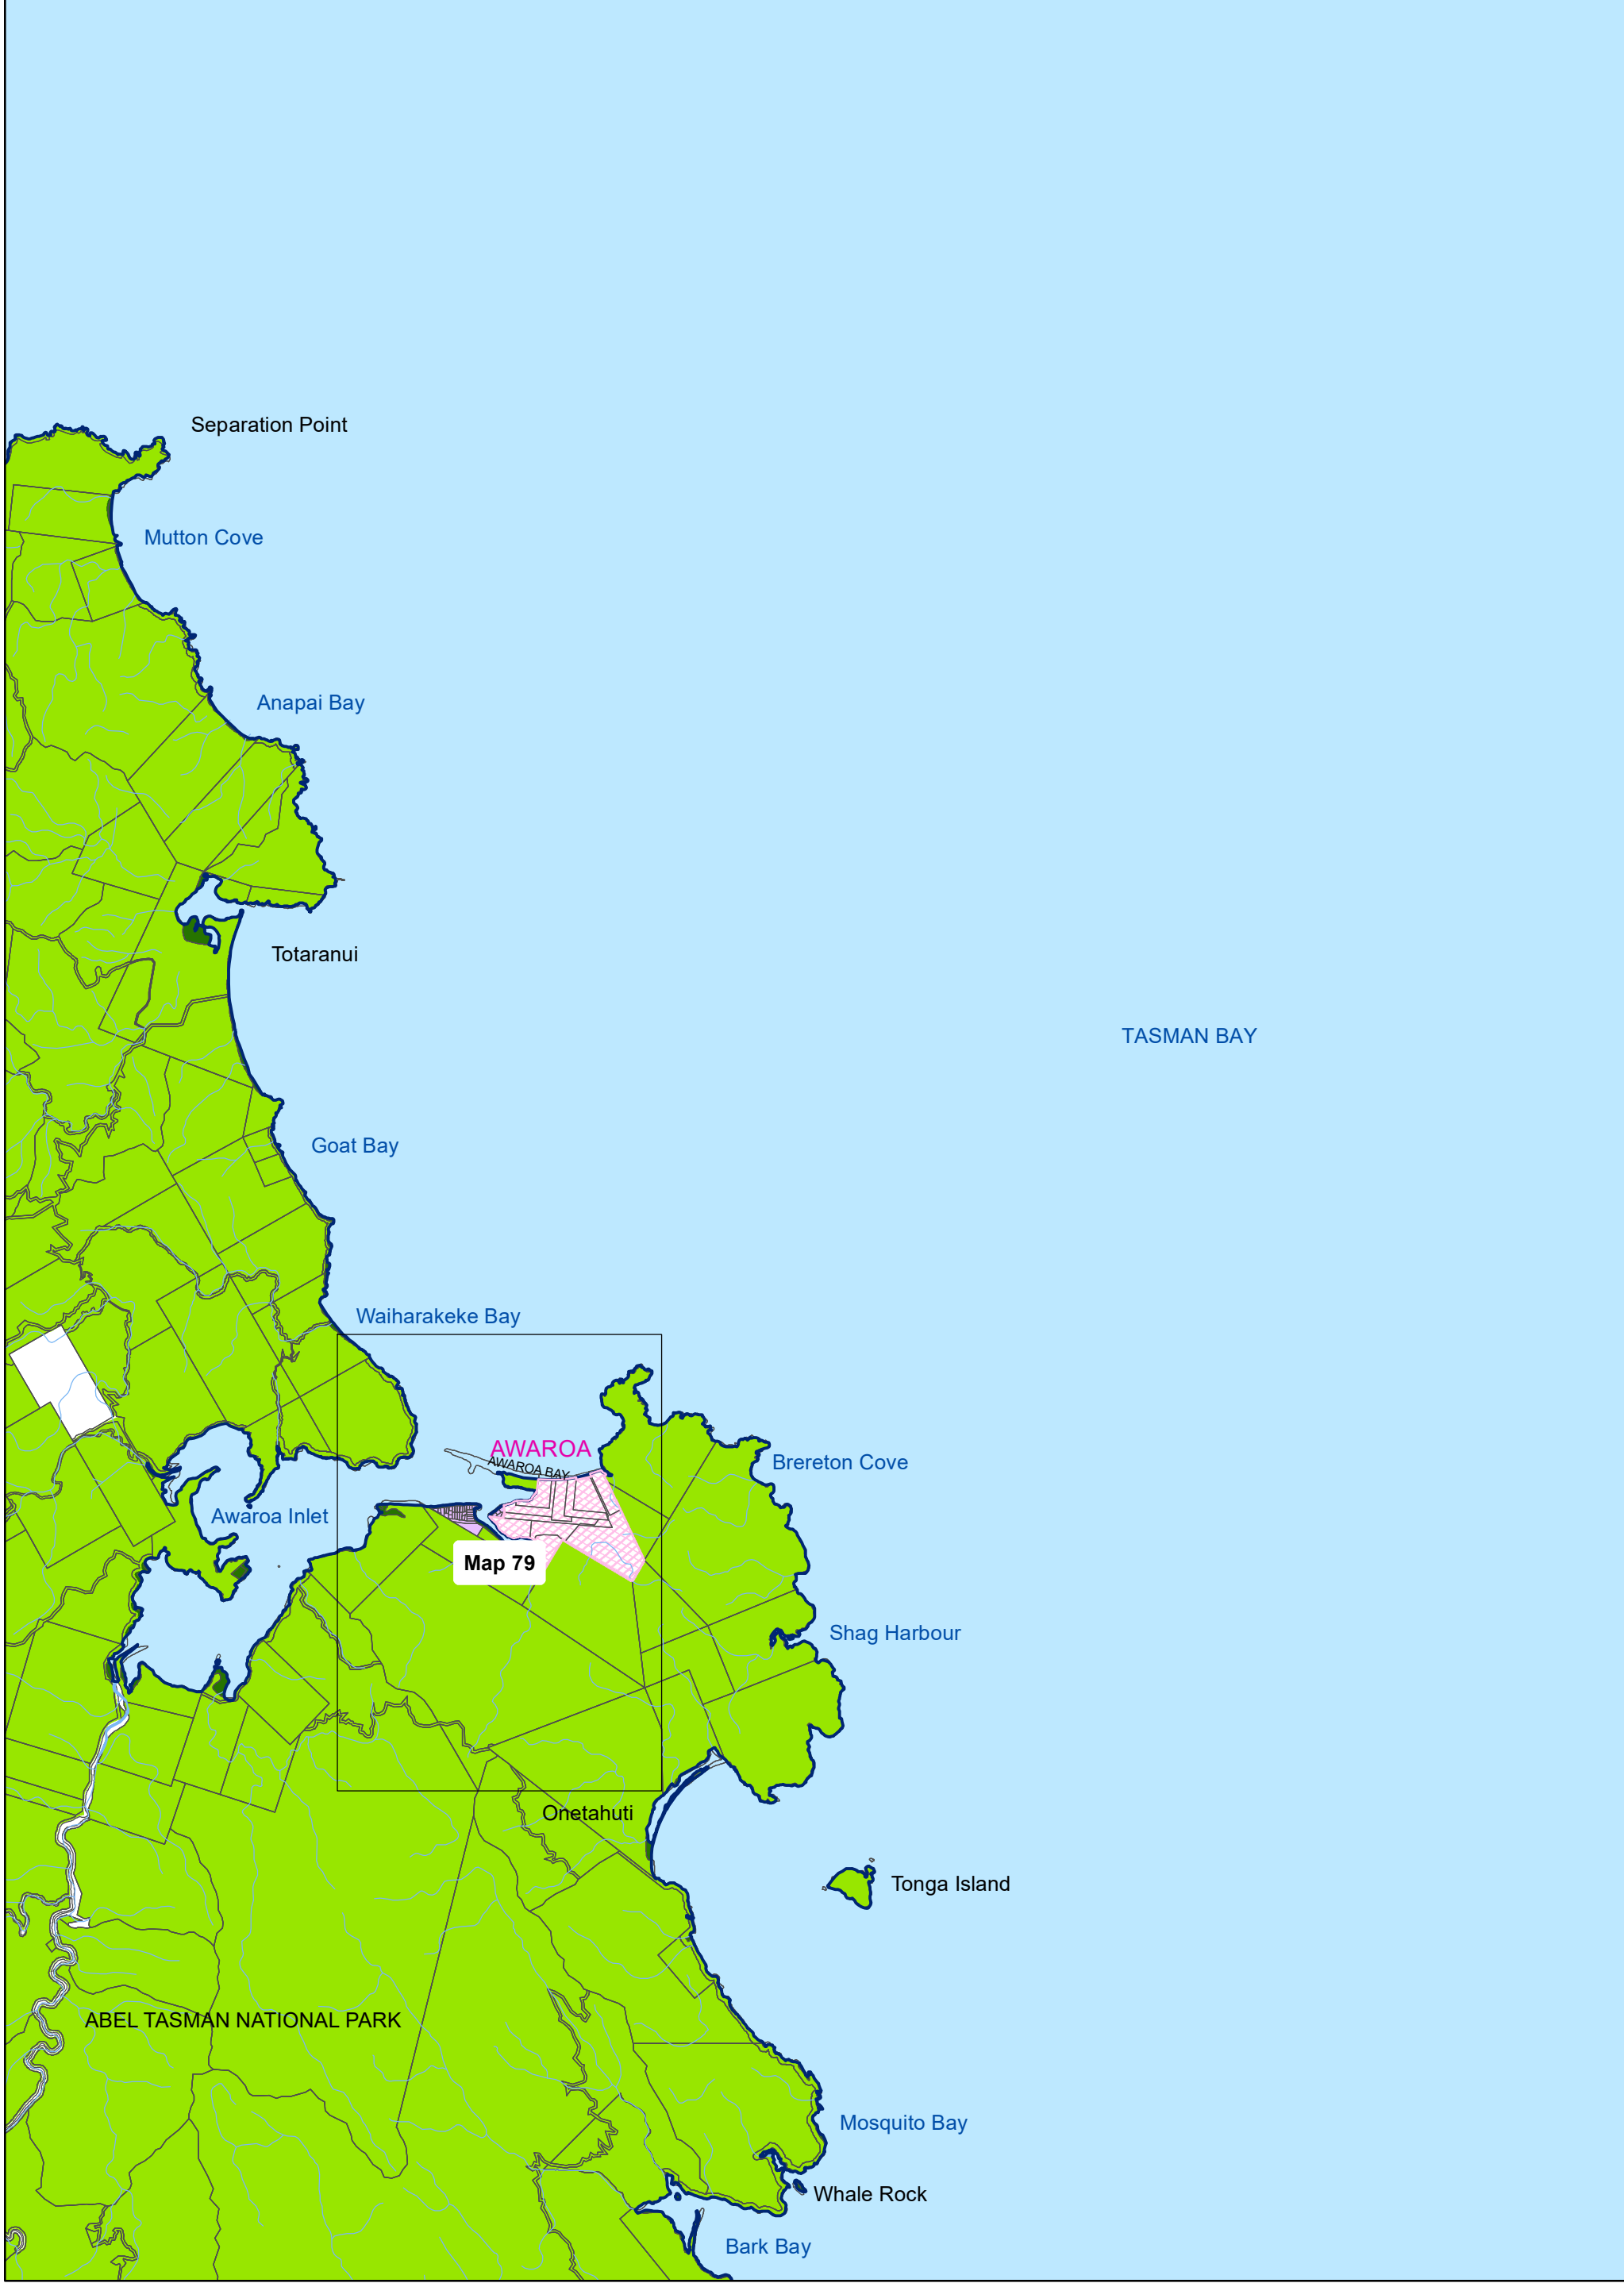 Separation Point
Mutton Cove
Anapai Bay
Totaranui
TASMAN BAY
Goat Bay
Waiharakeke Bay
AWAROA
AWAROA BAY
Brereton Cove
Awaroa Inlet
Map 79
Shag Harbour
Onetahuti
Tonga Island
ABEL TASMAN NATIONAL PARK
Mosquito Bay
Whale Rock
Bark Bay